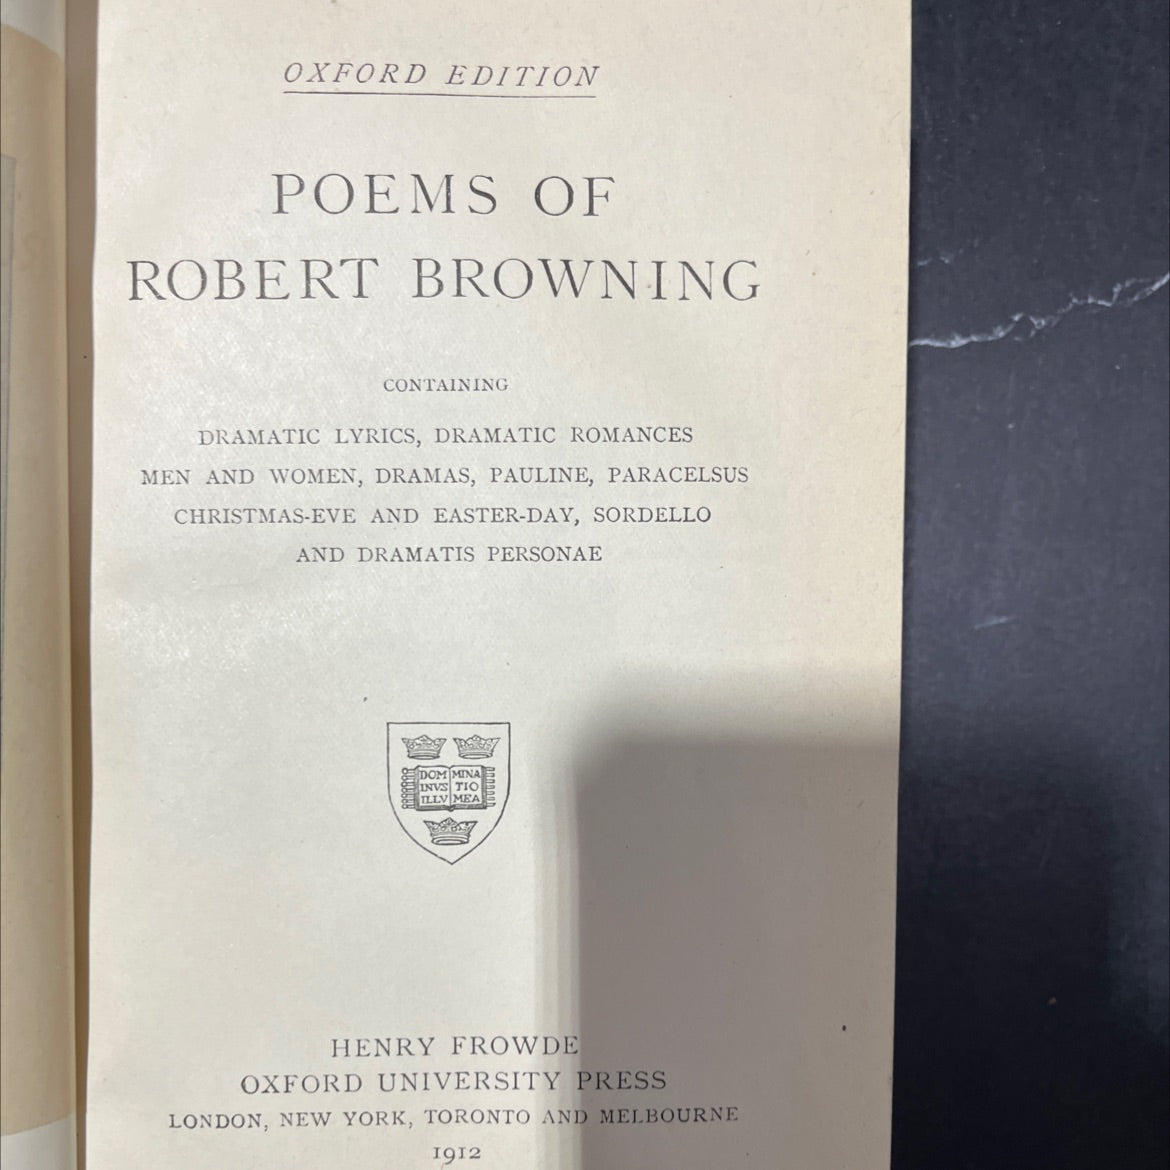 OXFORD EDITION
POEMS OF
ROBERT BROWNING
CONTAINING
DRAMATIC LYRICS, DRAMATIC ROMANCES
MEN AND WOMEN, DRAMAS, PAULINE, PARACELSUS
CHRISTMAS-EVE AND EASTER-DAY, SORDELLO
AND DRAMATIS PERSONAE
DOM MINA
INVS TIO
ILLV MEA
HENRY FROWDE
OXFORD UNIVERSITY PRESS
LONDON, NEW YORK, TORONTO AND MELBOURNE
1912